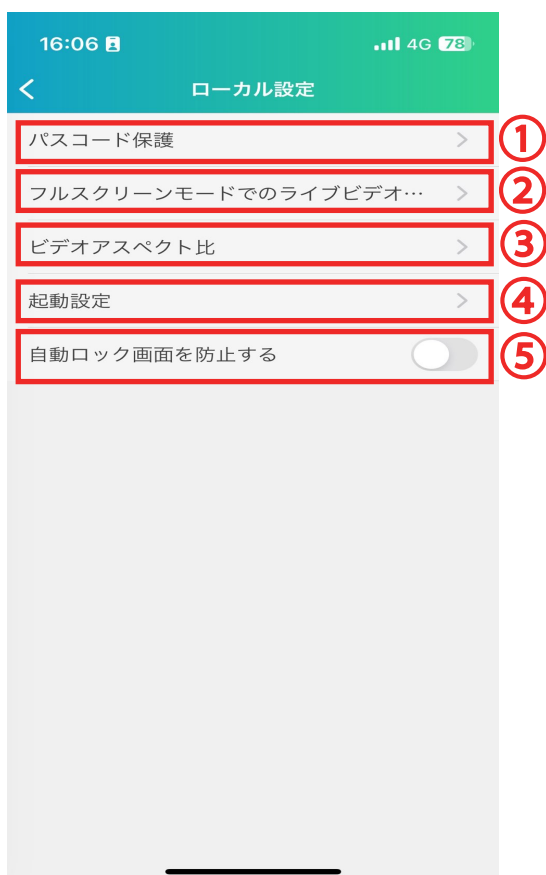 16:06 4G 78
ローカル設定
パスコード保護 ①
フルスクリーンモードでのライブビデオ… ②
ビデオアスペクト比 ③
起動設定 ④
自動ロック画面を防止する ⑤